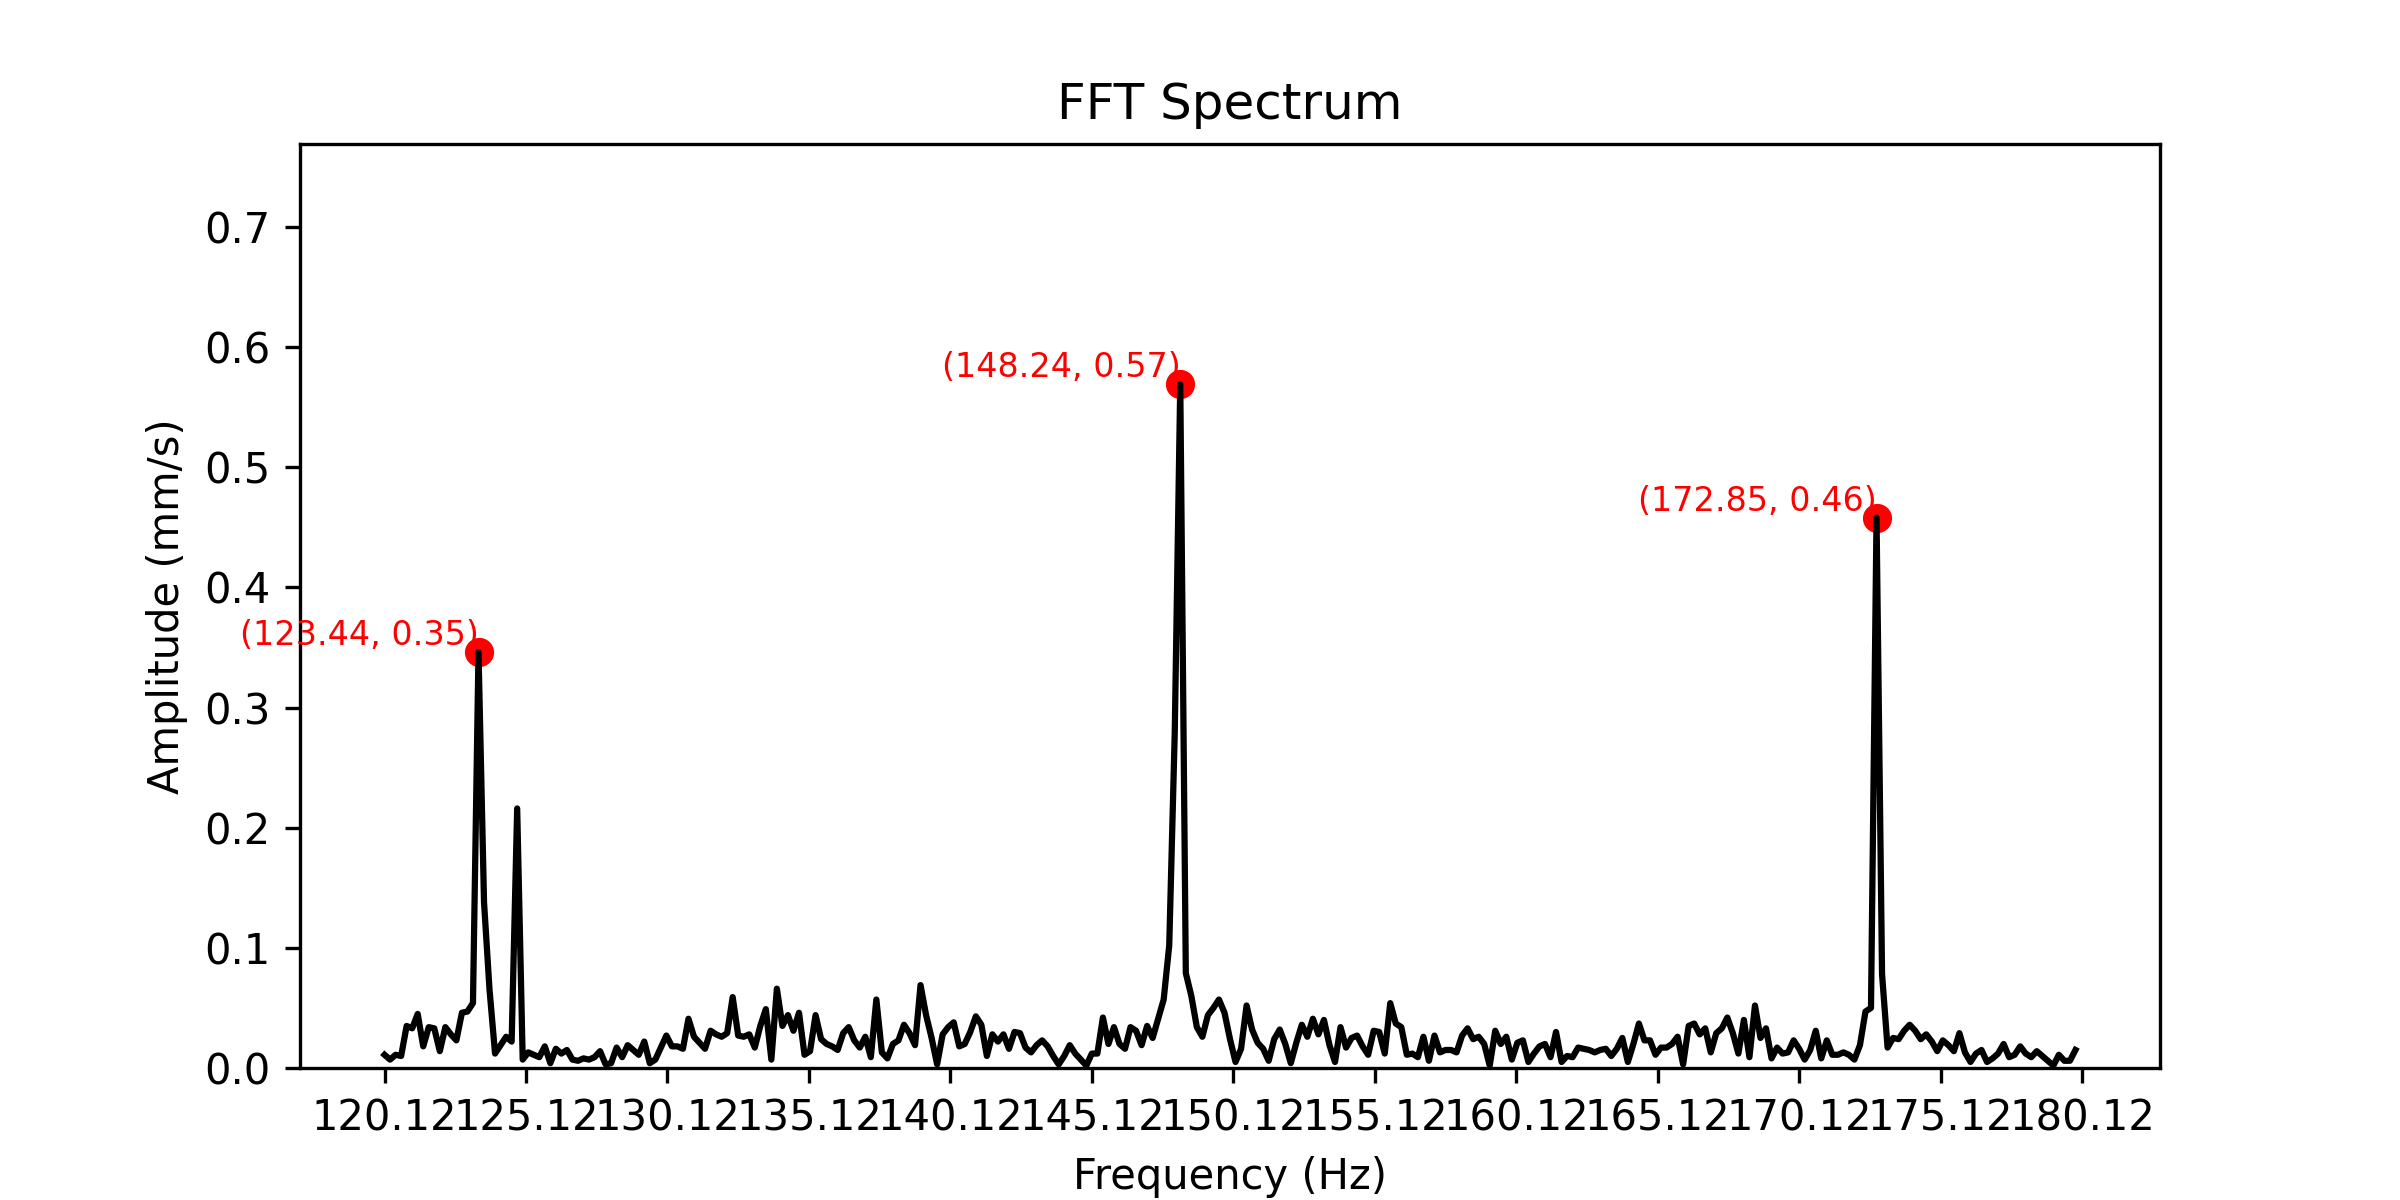 FFT Spectrum
Amplitude (mm/s)
0.7
0.6
0.5
0.4
0.3
0.2
0.1
0.0
(148.24, 0.57)
(172.85, 0.46)
(123.44, 0.35)
120.12 125.12 130.12 135.12 140.12 145.12 150.12 155.12 160.12 165.12 170.12 175.12 180.12
Frequency (Hz)